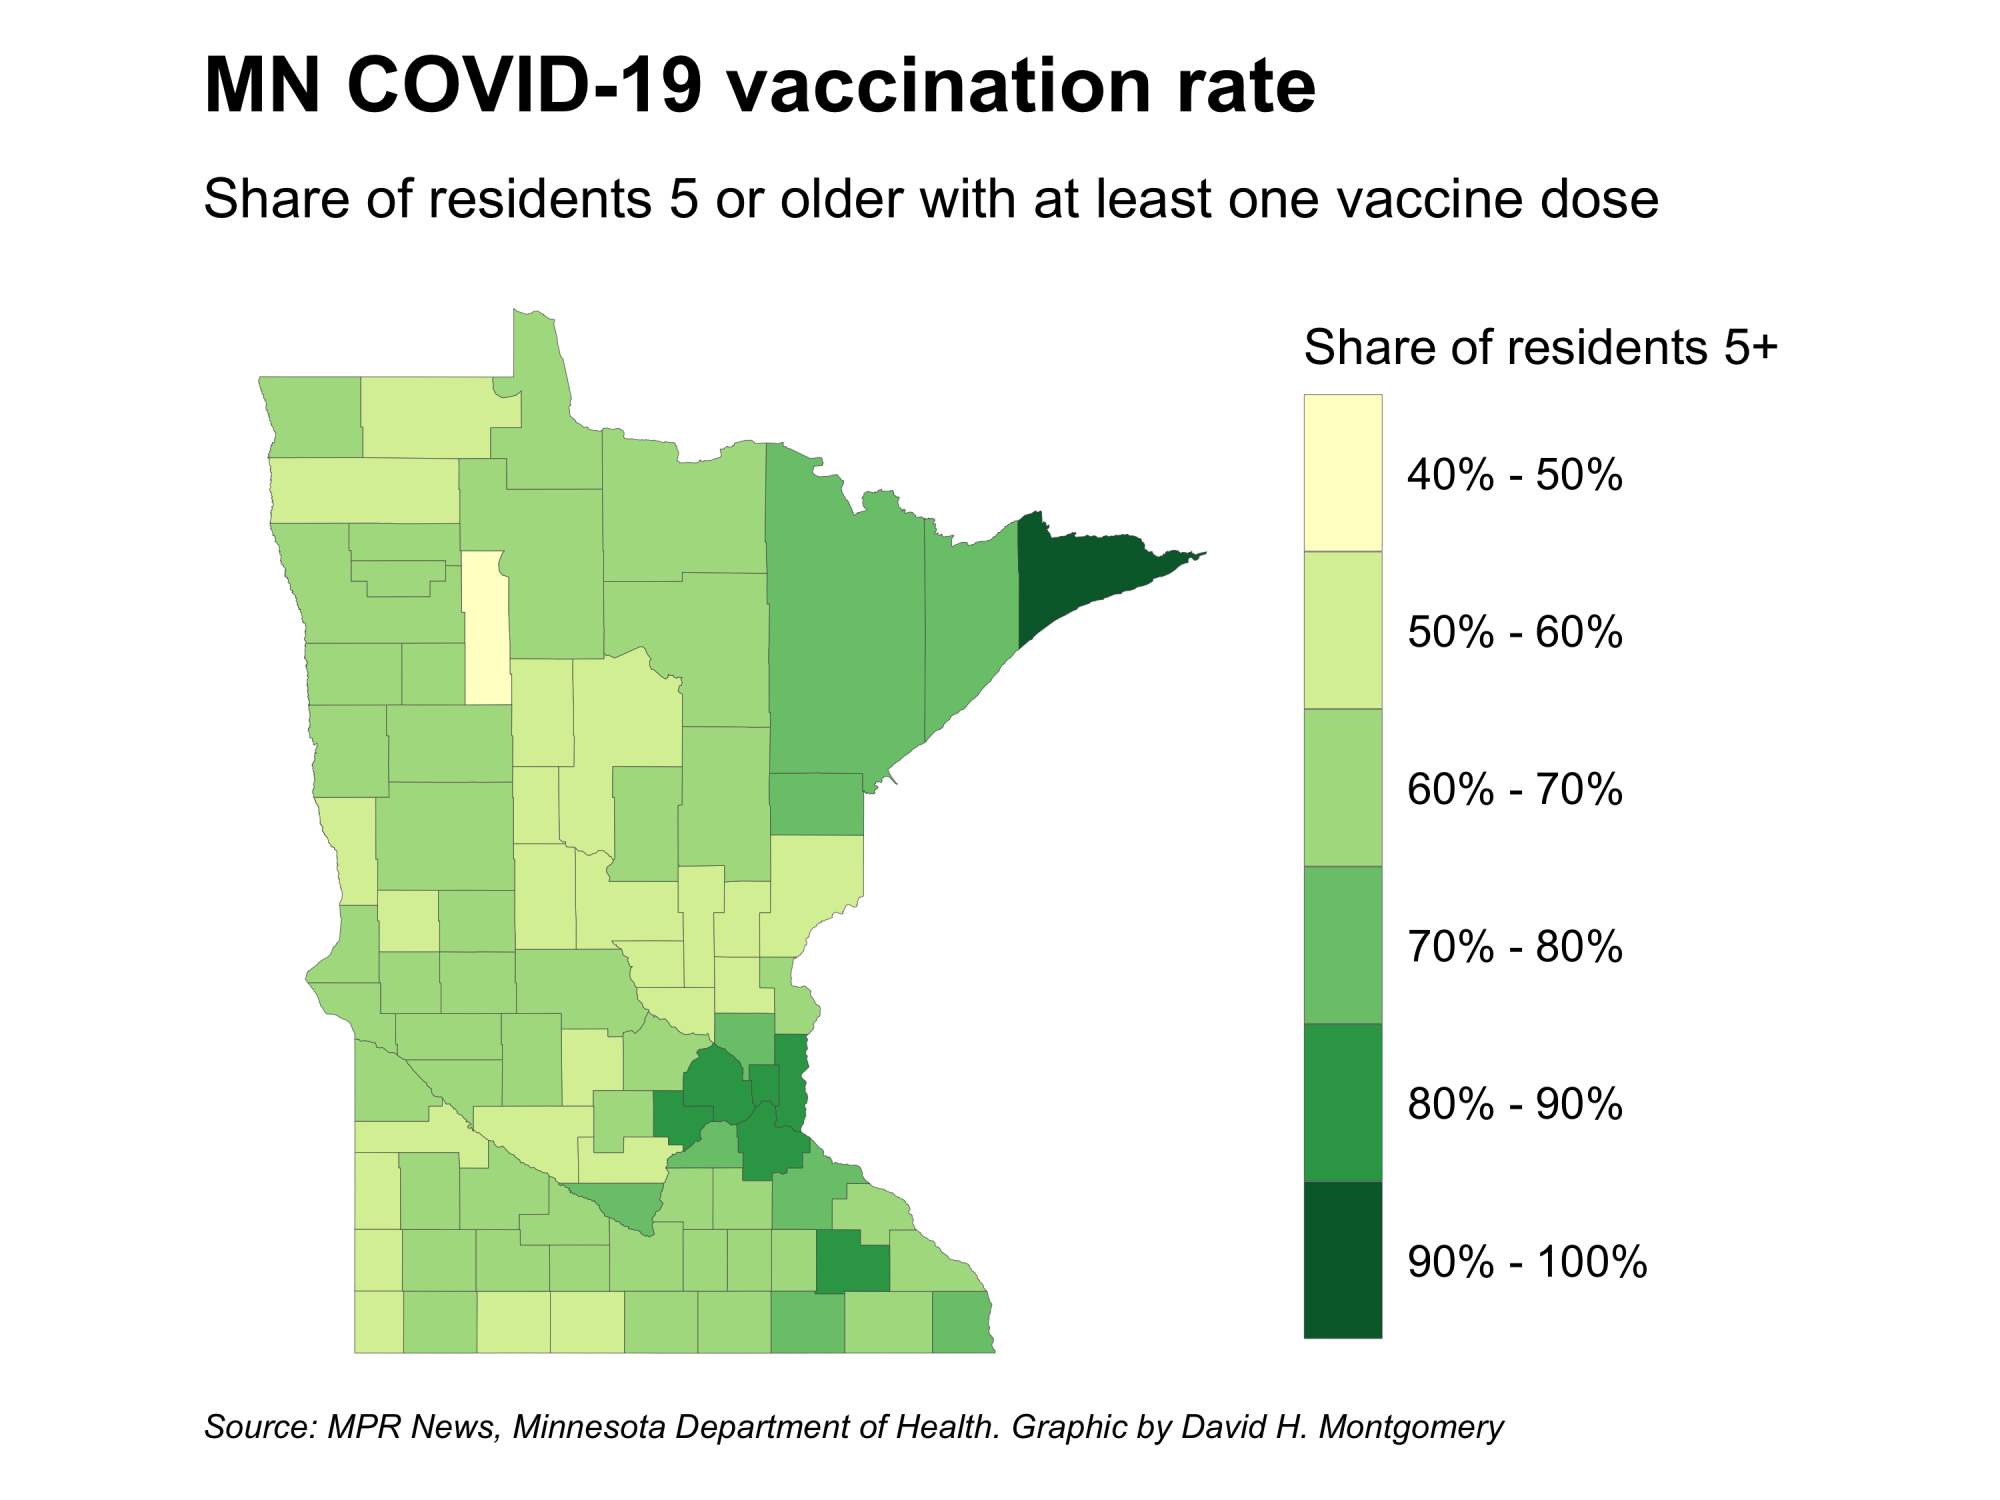 MN COVID-19 vaccination rate
Share of residents 5 or older with at least one vaccine dose
Share of residents 5+
40% - 50%
50% - 60%
60% - 70%
70% - 80%
80% - 90%
90% - 100%
Source: MPR News, Minnesota Department of Health. Graphic by David H. Montgomery